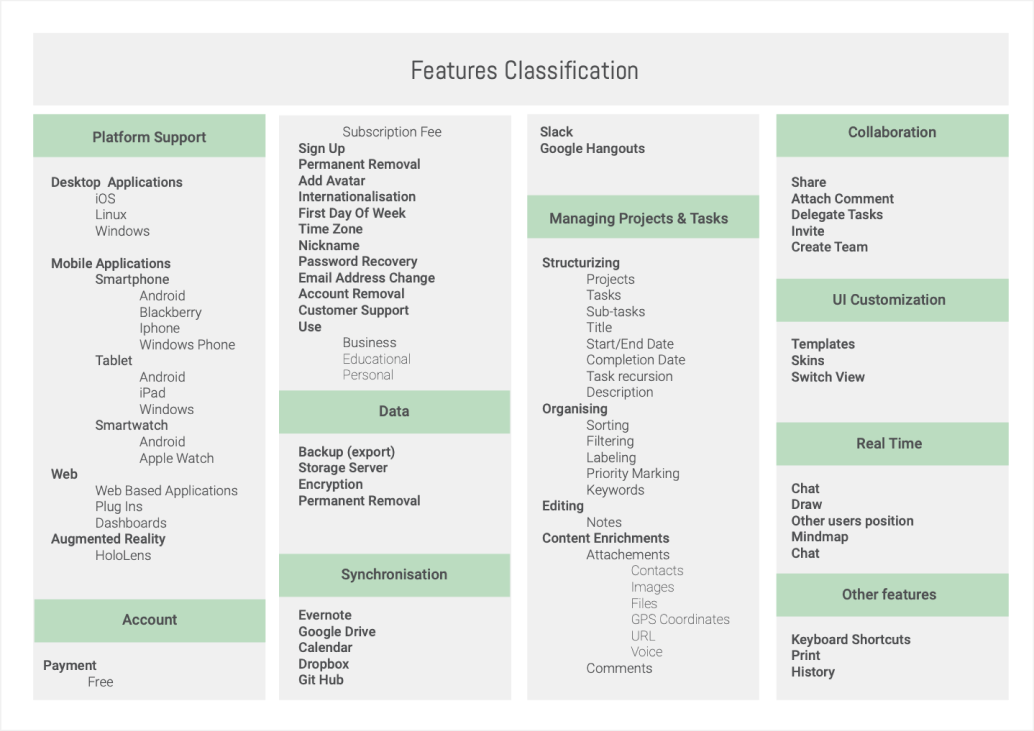 Features Classification
Platform Support
Desktop Applications
iOS
Linux
Windows
Mobile Applications
Smartphone
Android
Blackberry
Iphone
Windows Phone
Tablet
Android
iPad
Windows
Smartwatch
Android
Apple Watch
Web
Web Based Applications
Plug Ins
Dashboards
Augmented Reality
HoloLens
Account
Payment
Free
Subscription Fee
Sign Up
Permanent Removal
Add Avatar
Internationalisation
First Day Of Week
Time Zone
Nickname
Password Recovery
Email Address Change
Account Removal
Customer Support
Use
Business
Educational
Personal
Data
Backup (export)
Storage Server
Encryption
Permanent Removal
Synchronisation
Evernote
Google Drive
Calendar
Dropbox
Git Hub
Slack
Google Hangouts
Managing Projects & Tasks
Structurizing
Projects
Tasks
Sub-tasks
Title
Start/End Date
Completion Date
Task recursion
Description
Organising
Sorting
Filtering
Labeling
Priority Marking
Keywords
Editing
Notes
Content Enrichments
Attachements
Contacts
Images
Files
GPS Coordinates
URL
Voice
Comments
Collaboration
Share
Attach Comment
Delegate Tasks
Invite
Create Team
UI Customization
Templates
Skins
Switch View
Real Time
Chat
Draw
Other users position
Mindmap
Chat
Other features
Keyboard Shortcuts
Print
History